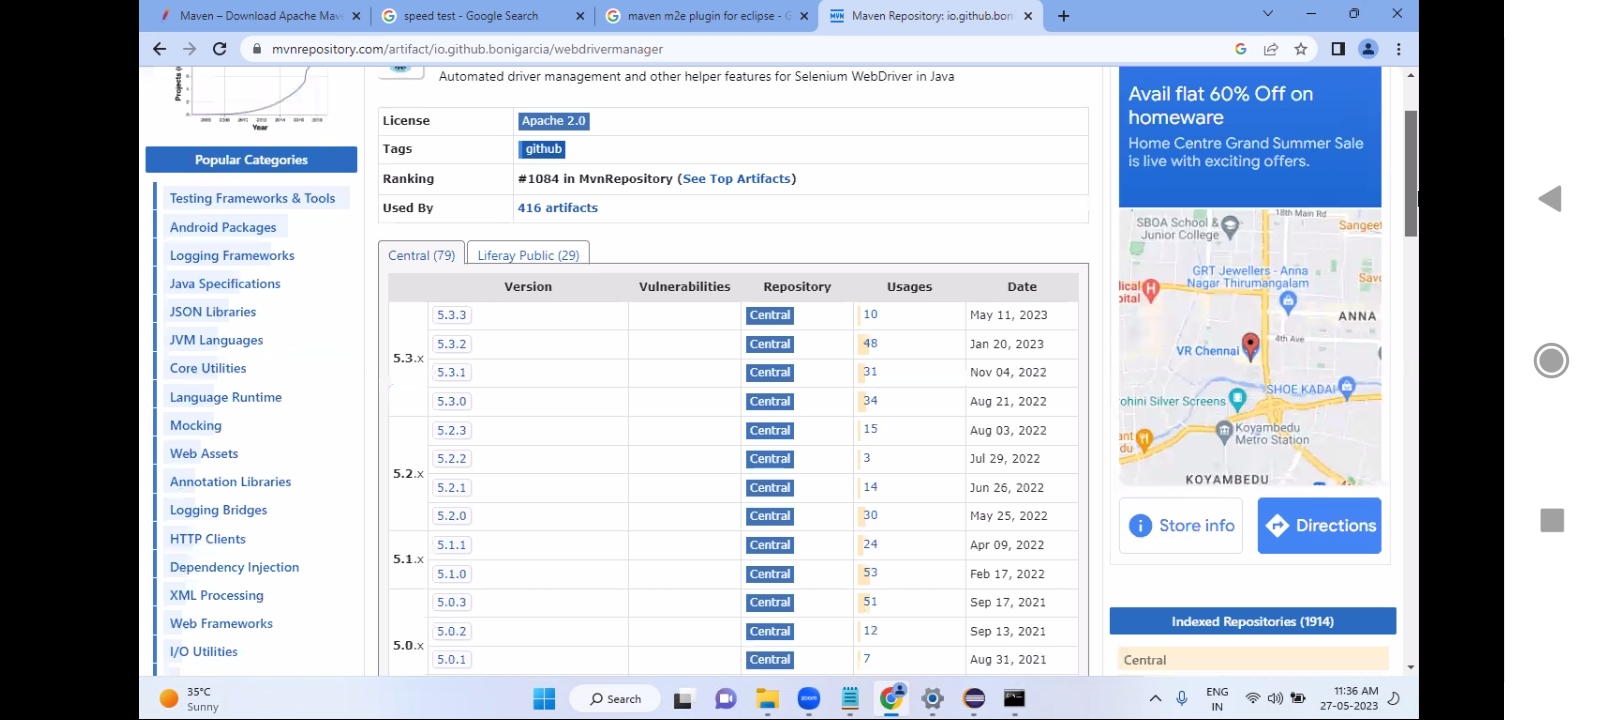 Maven – Download Apache Mav
speed test - Google Search
maven m2e plugin for eclipse - G
Maven Repository: io.github.bon
mvnrepository.com/artifact/io.github.bonigarcia/webdrivermanager
Year
Popular Categories
Testing Frameworks & Tools
Android Packages
Logging Frameworks
Java Specifications
JSON Libraries
JVM Languages
Core Utilities
Language Runtime
Mocking
Web Assets
Annotation Libraries
Logging Bridges
HTTP Clients
Dependency Injection
XML Processing
Web Frameworks
I/O Utilities
Automated driver management and other helper features for Selenium WebDriver in Java
License Apache 2.0
Tags github
Ranking #1084 in MvnRepository (See Top Artifacts)
Used By 416 artifacts
Central (79) Liferay Public (29)
Version Vulnerabilities Repository Usages Date
5.3.x
5.3.3 Central 10 May 11, 2023
5.3.2 Central 48 Jan 20, 2023
5.3.1 Central 31 Nov 04, 2022
5.3.0 Central 34 Aug 21, 2022
5.2.x
5.2.3 Central 15 Aug 03, 2022
5.2.2 Central 3 Jul 29, 2022
5.2.1 Central 14 Jun 26, 2022
5.2.0 Central 30 May 25, 2022
5.1.x
5.1.1 Central 24 Apr 09, 2022
5.1.0 Central 53 Feb 17, 2022
5.0.x
5.0.3 Central 51 Sep 17, 2021
5.0.2 Central 12 Sep 13, 2021
5.0.1 Central 7 Aug 31, 2021
Avail flat 60% Off on
homeware
Home Centre Grand Summer Sale
is live with exciting offers.
18th Main Rd
SBOA School &
Junior College
Sangeet
GRT Jewellers - Anna
Nagar Thirumangalam
lical
pital
Savo
ANNA
4th Ave
VR Chennai
SHOE KADAI
ohini Silver Screens
Koyambedu
Metro Station
ant
du
KOYAMBEDU
Store info
Directions
Indexed Repositories (1914)
Central
35°C
Sunny
Search
zoom
ENG
IN
11:36 AM
27-05-2023